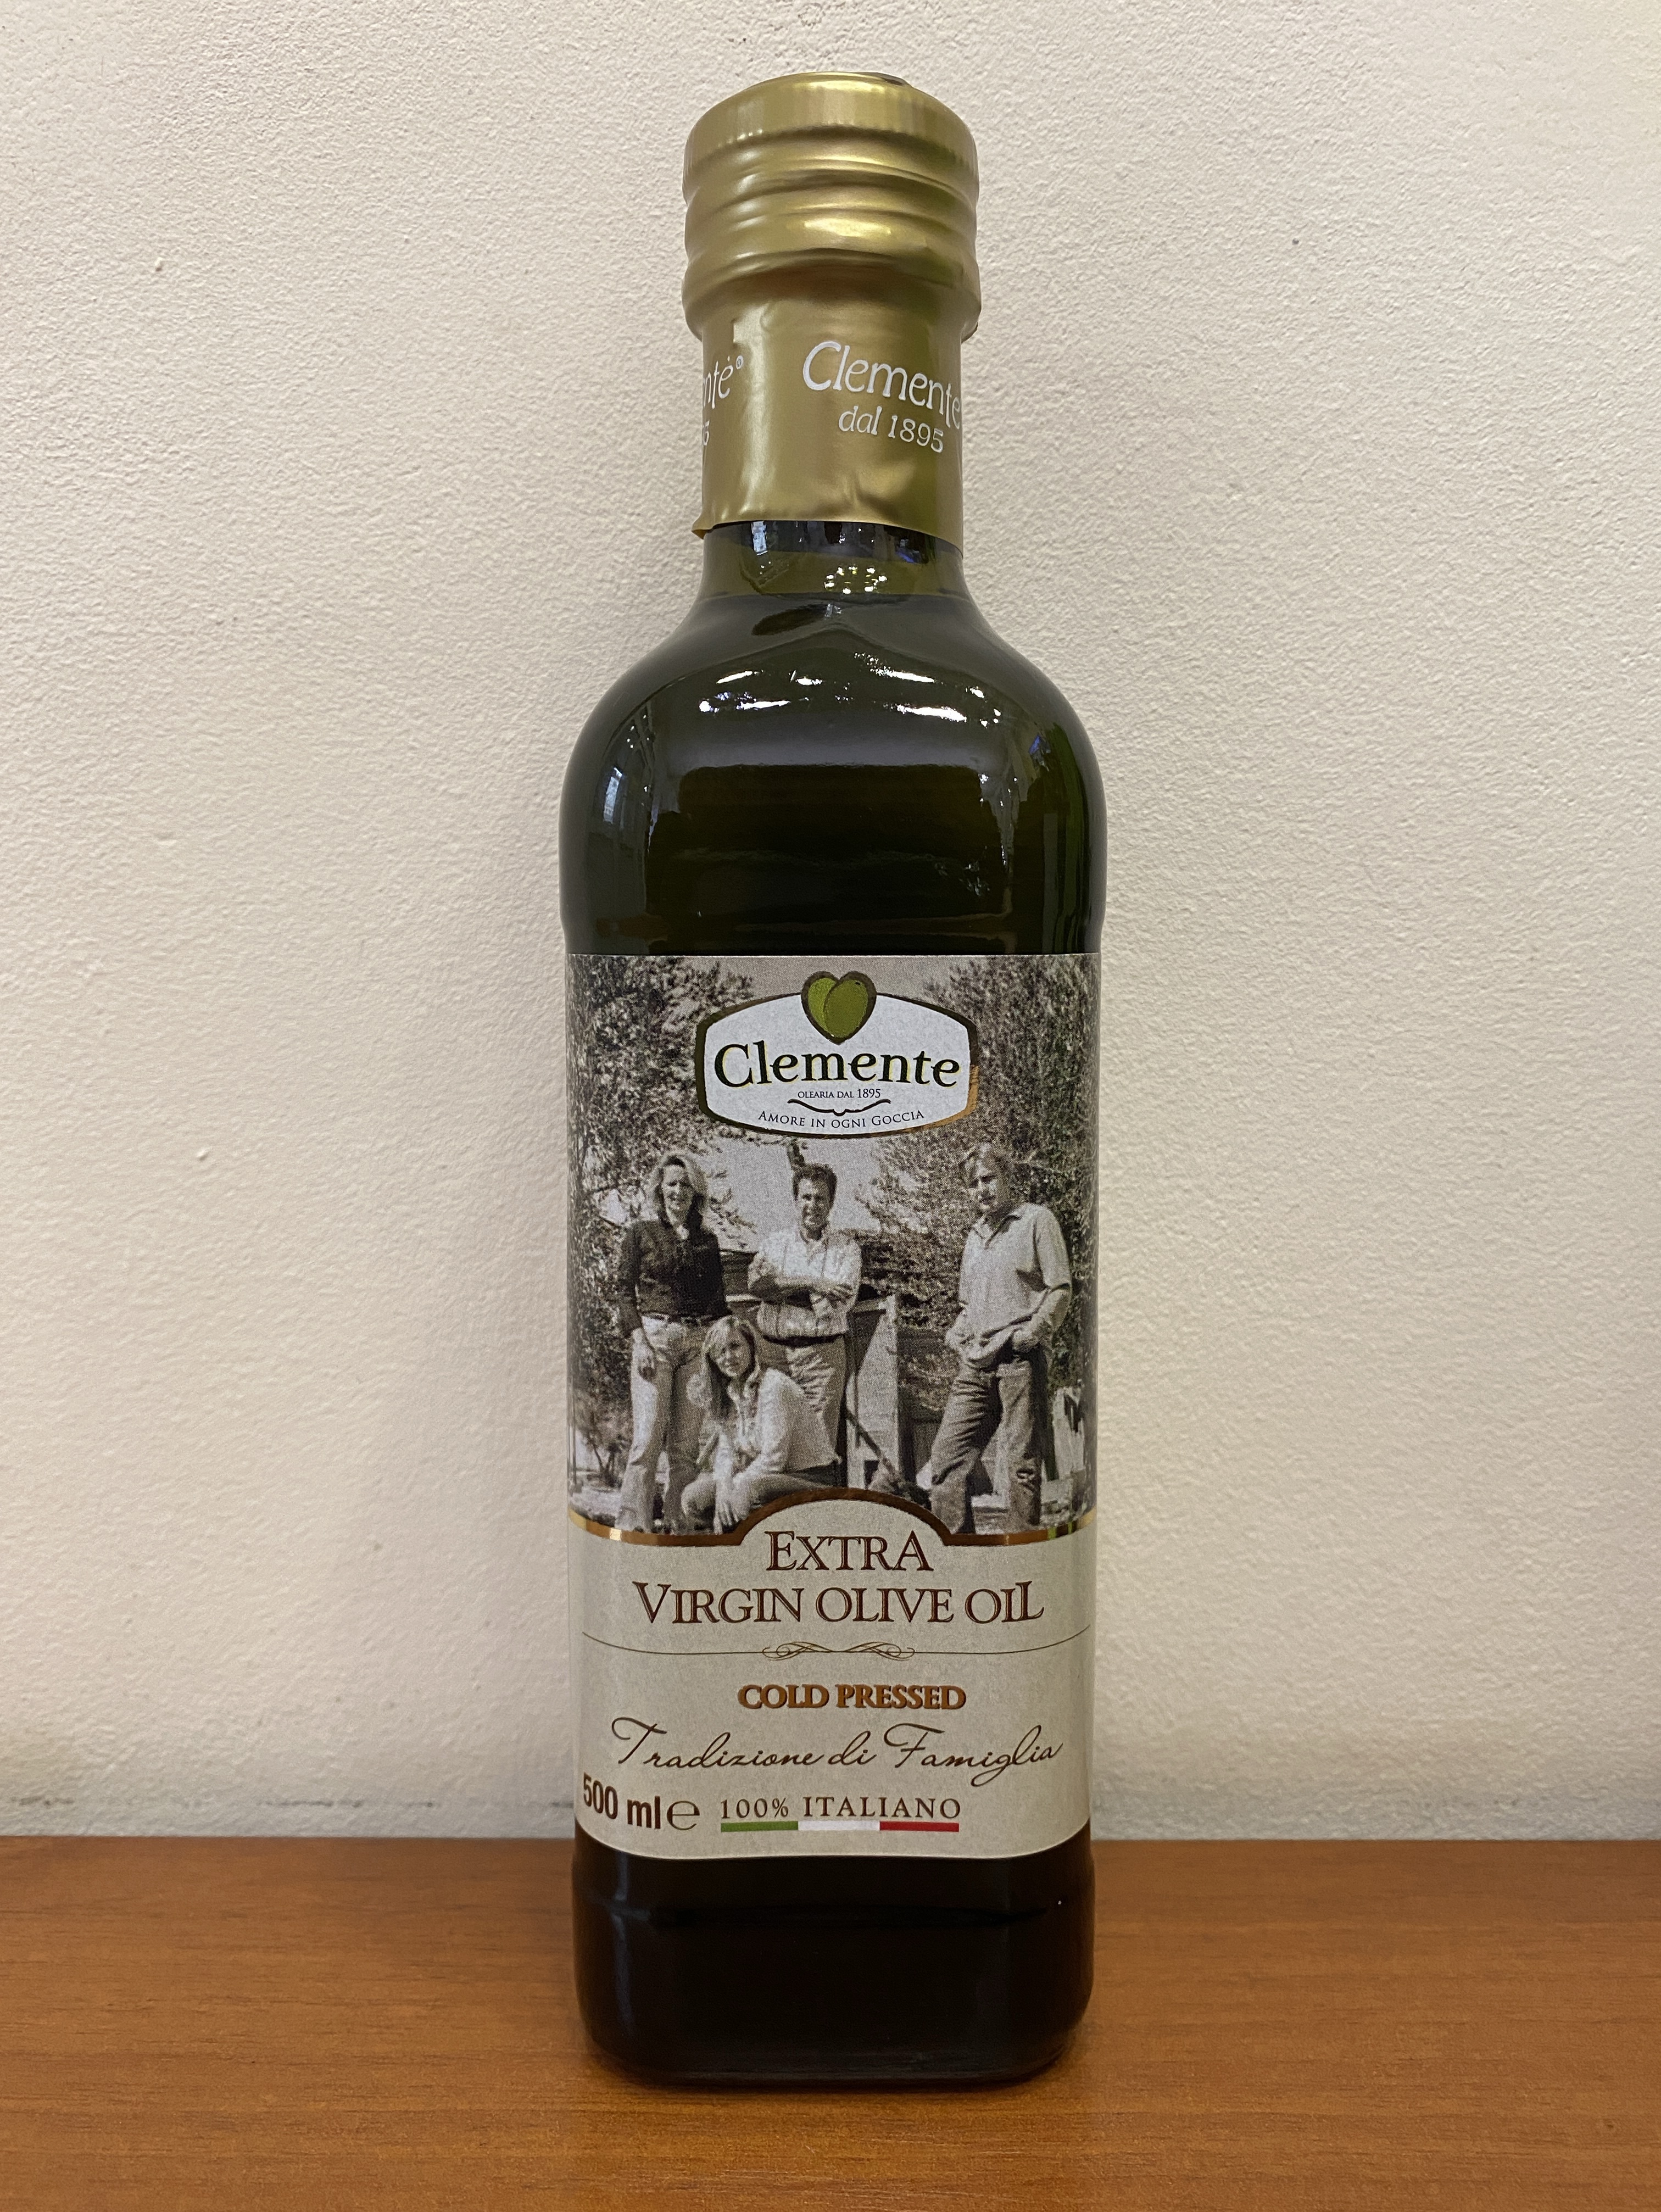 Clemente
dal 1895
Clemente
OLEARIA DAL 1895
AMORE IN OGNI GOCCIA
EXTRA
VIRGIN OLIVE OIL
COLD PRESSED
Tradizione di Famiglia
500 ml e 100% ITALIANO